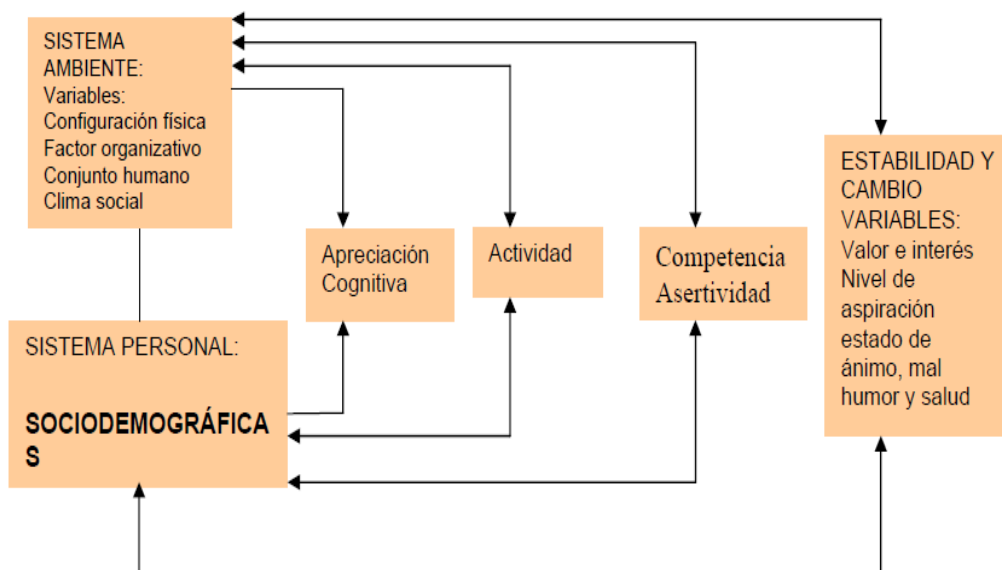 SISTEMA
AMBIENTE:
Variables:
Configuración física
Factor organizativo
Conjunto humano
Clima social
Apreciación
Cognitiva
Actividad
Competencia
Asertividad
ESTABILIDAD Y
CAMBIO
VARIABLES:
Valor e interés
Nivel de
aspiración
estado de
ánimo, mal
humor y salud
SISTEMA PERSONAL:
SOCIODEMOGRÁFICA
S